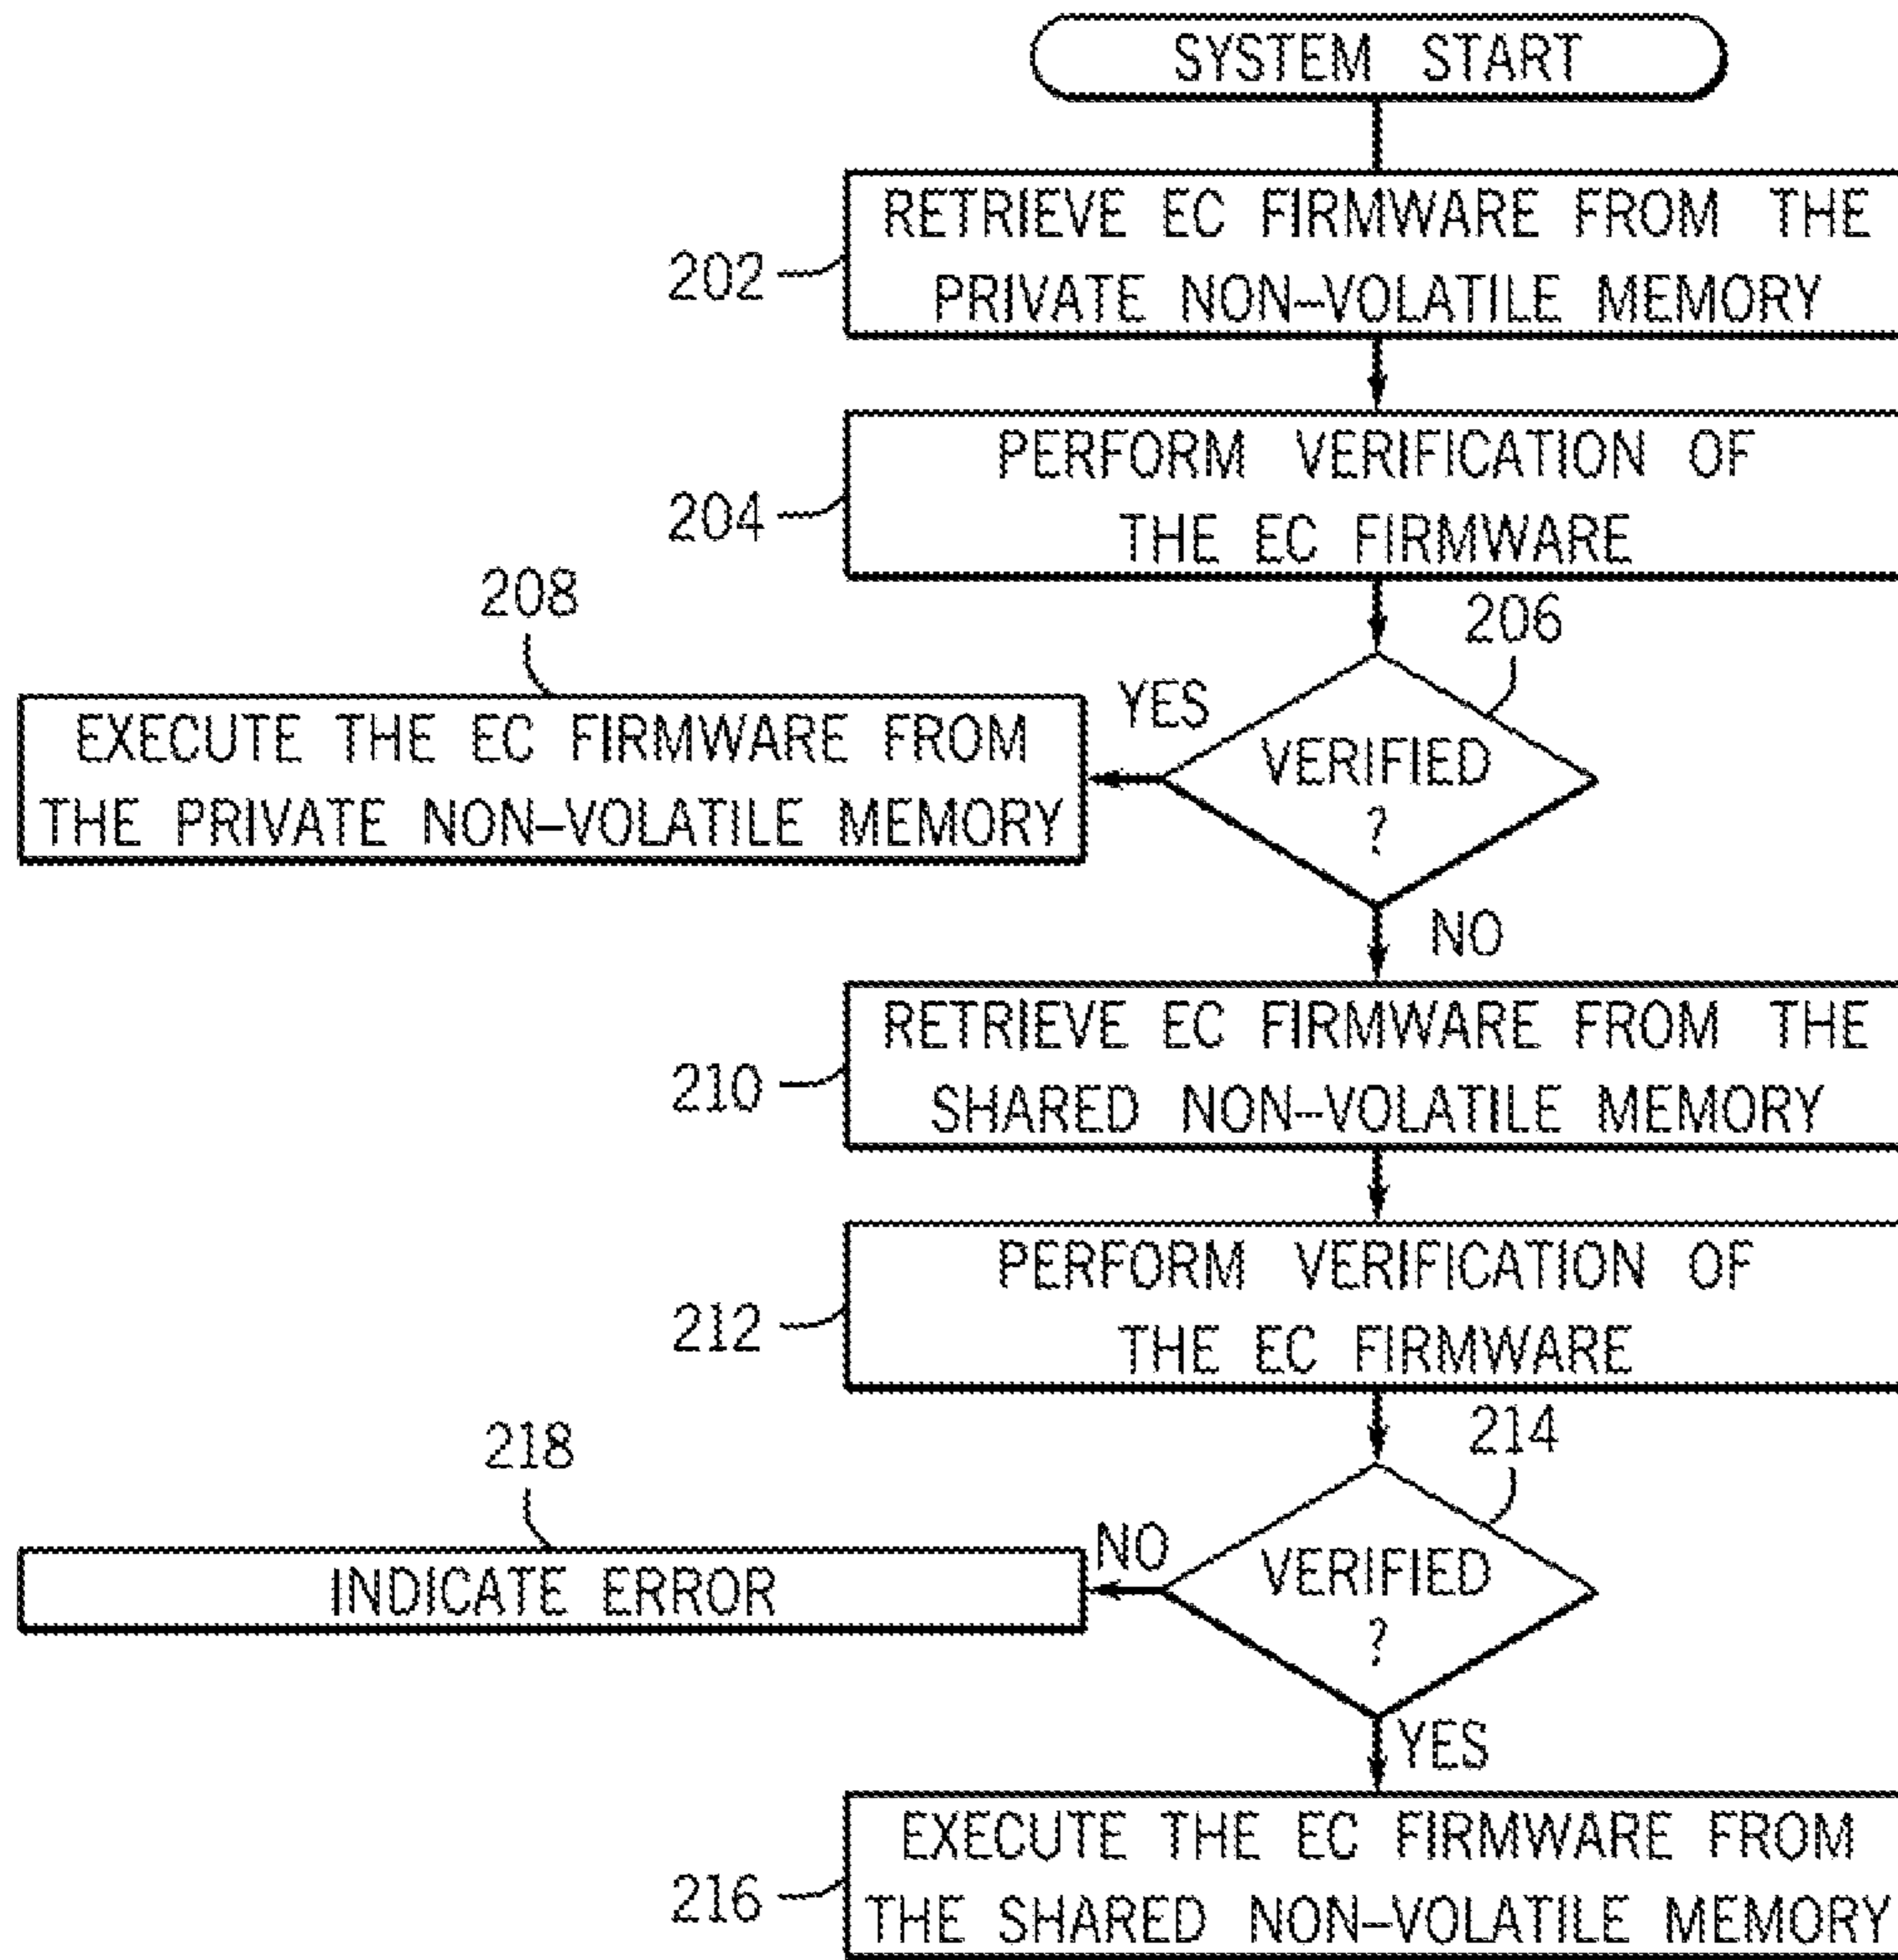 SYSTEM START
RETRIEVE EC FIRMWARE FROM THE
PRIVATE NON-VOLATILE MEMORY
202
PERFORM VERIFICATION OF
THE EC FIRMWARE
204
206
VERIFIED
?
YES
208
EXECUTE THE EC FIRMWARE FROM
THE PRIVATE NON-VOLATILE MEMORY
NO
RETRIEVE EC FIRMWARE FROM THE
SHARED NON-VOLATILE MEMORY
210
PERFORM VERIFICATION OF
THE EC FIRMWARE
212
214
VERIFIED
?
NO
218
INDICATE ERROR
YES
EXECUTE THE EC FIRMWARE FROM
THE SHARED NON-VOLATILE MEMORY
216